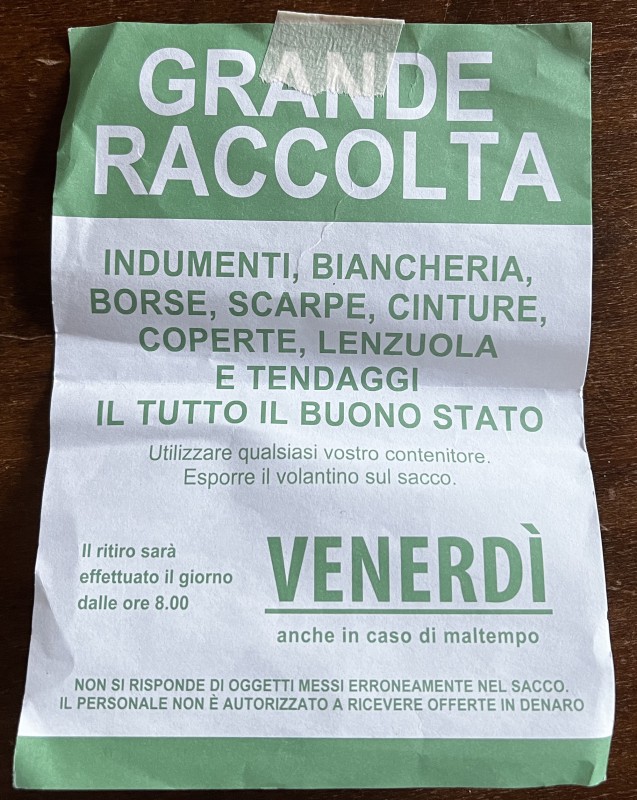 GRANDE
RACCOLTA
INDUMENTI, BIANCHERIA,
BORSE, SCARPE, CINTURE,
COPERTE, LENZUOLA
E TENDAGGI
IL TUTTO IL BUONO STATO
Utilizzare qualsiasi vostro contenitore.
Esporre il volantino sul sacco.
Il ritiro sarà
effettuato il giorno
dalle ore 8.00
VENERDÌ
anche in caso di maltempo
NON SI RISPONDE DI OGGETTI MESSI ERRONEAMENTE NEL SACCO.
IL PERSONALE NON È AUTORIZZATO A RICEVERE OFFERTE IN DENARO